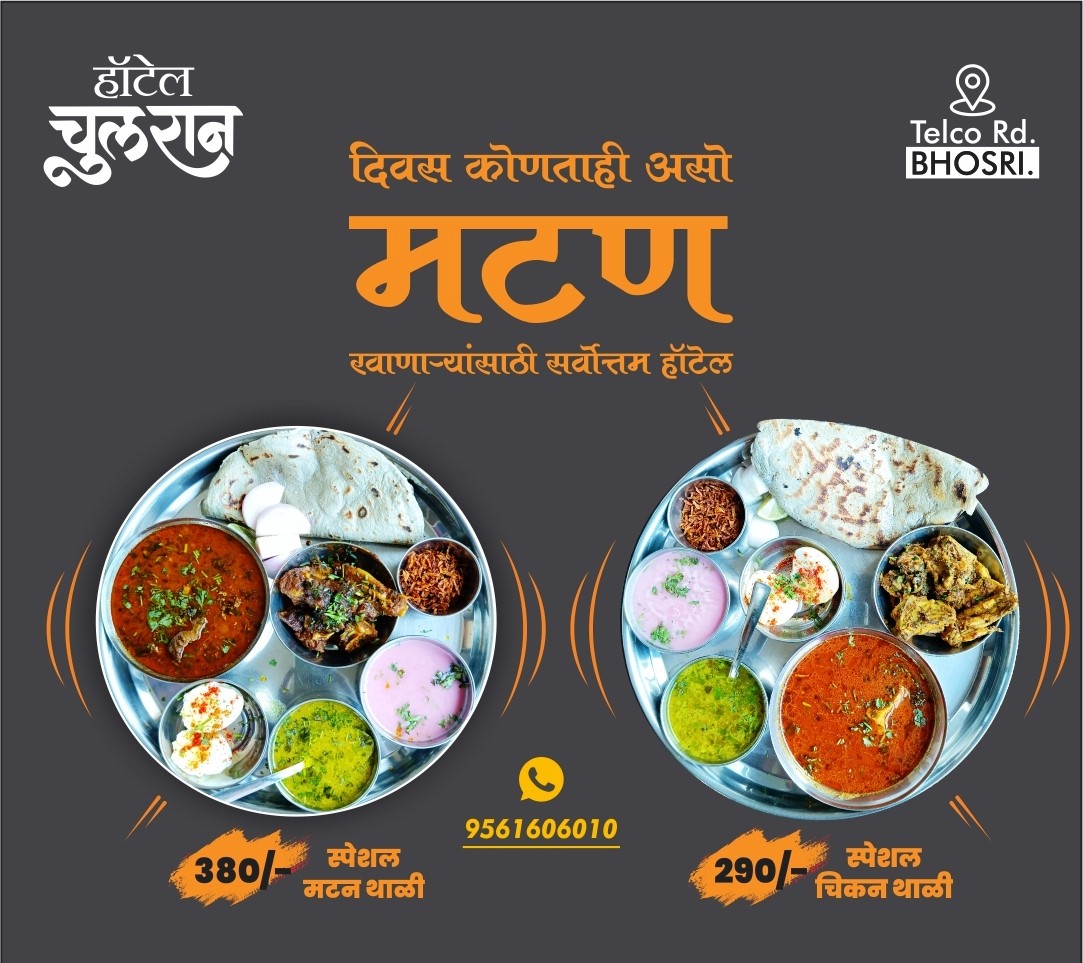 हॉटेल
चुलरान
Telco Rd.
BHOSRI.
दिवस कोणताही असो
मटण
खाणाऱ्यांसाठी सर्वोत्तम हॉटेल
9561606010
380/-
स्पेशल
मटन थाळी
290/-
स्पेशल
चिकन थाळी